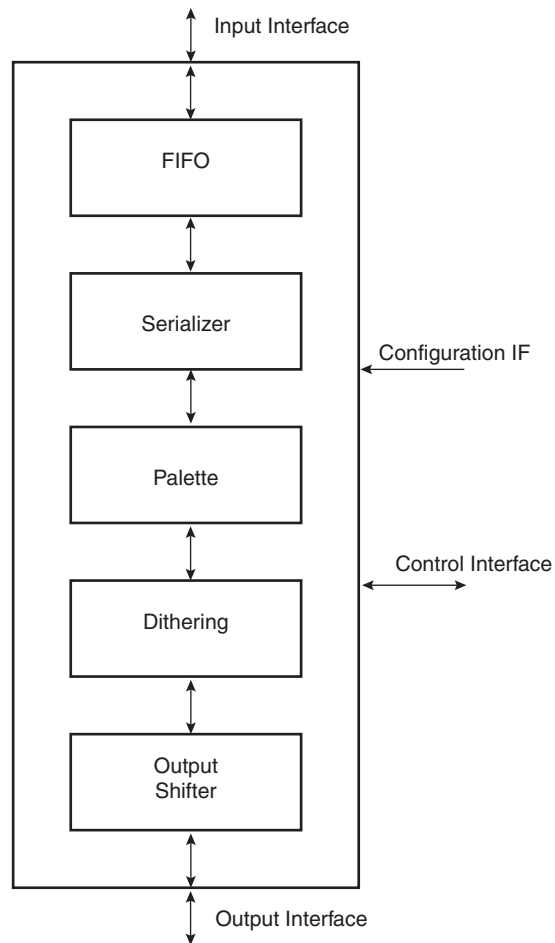 Input Interface
FIFO
Serializer
Configuration IF
Palette
Control Interface
Dithering
Output
Shifter
Output Interface